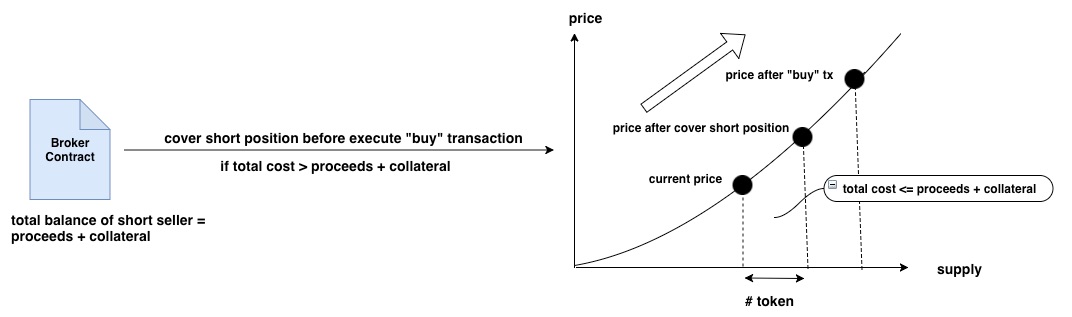 Broker
Contract
total balance of short seller =
proceeds + collateral
cover short position before execute "buy" transaction
if total cost > proceeds + collateral
price
price after "buy" tx
price after cover short position
current price
total cost <= proceeds + collateral
supply
# token